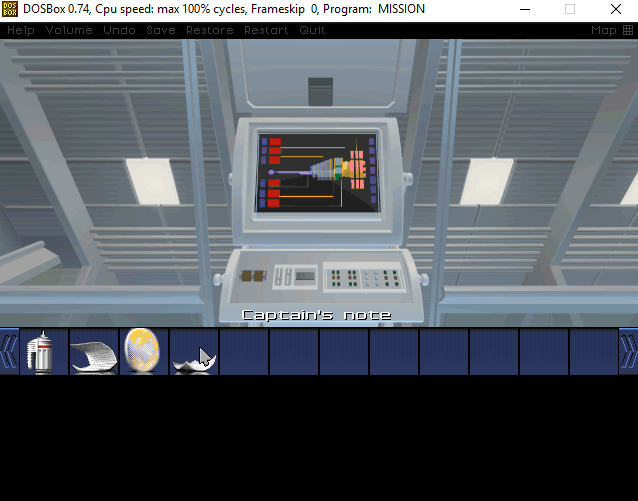 DOSBox 0.74, Cpu speed: max 100% cycles, Frameskip 0, Program: MISSION
Help Volume Undo Save Restore Restart Quit Map
Captain's note